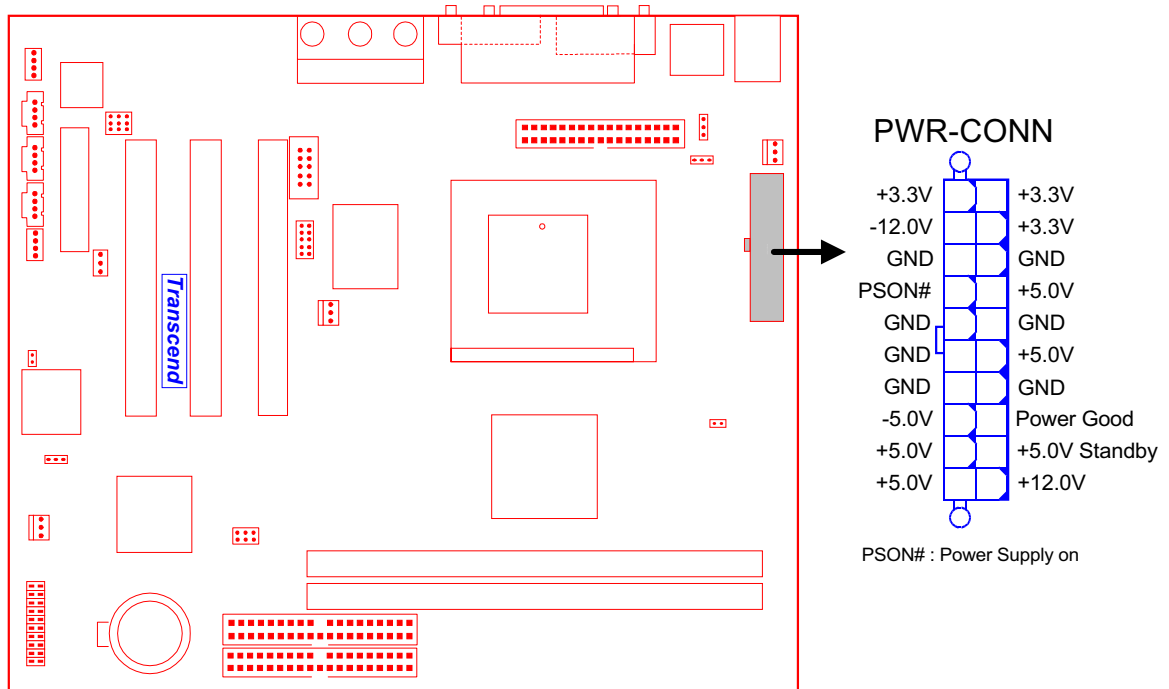 PWR-CONN
+3.3V +3.3V
-12.0V +3.3V
GND GND
PSON# +5.0V
GND GND
GND +5.0V
GND GND
-5.0V Power Good
+5.0V +5.0V Standby
+5.0V +12.0V
PSON# : Power Supply on
Transcend